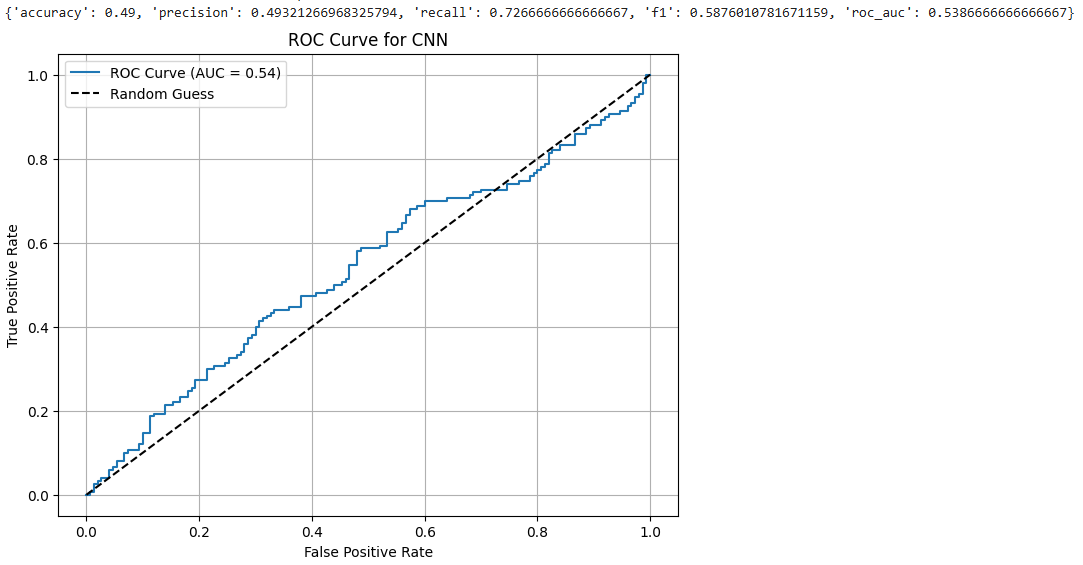 {'accuracy': 0.49, 'precision': 0.49321266968325794, 'recall': 0.7266666666666667, 'f1': 0.5876010781671159, 'roc_auc': 0.5386666666666667}
ROC Curve for CNN
ROC Curve (AUC = 0.54)
Random Guess
1.0
0.8
0.6
0.4
0.2
0.0
True Positive Rate
0.0 0.2 0.4 0.6 0.8 1.0
False Positive Rate